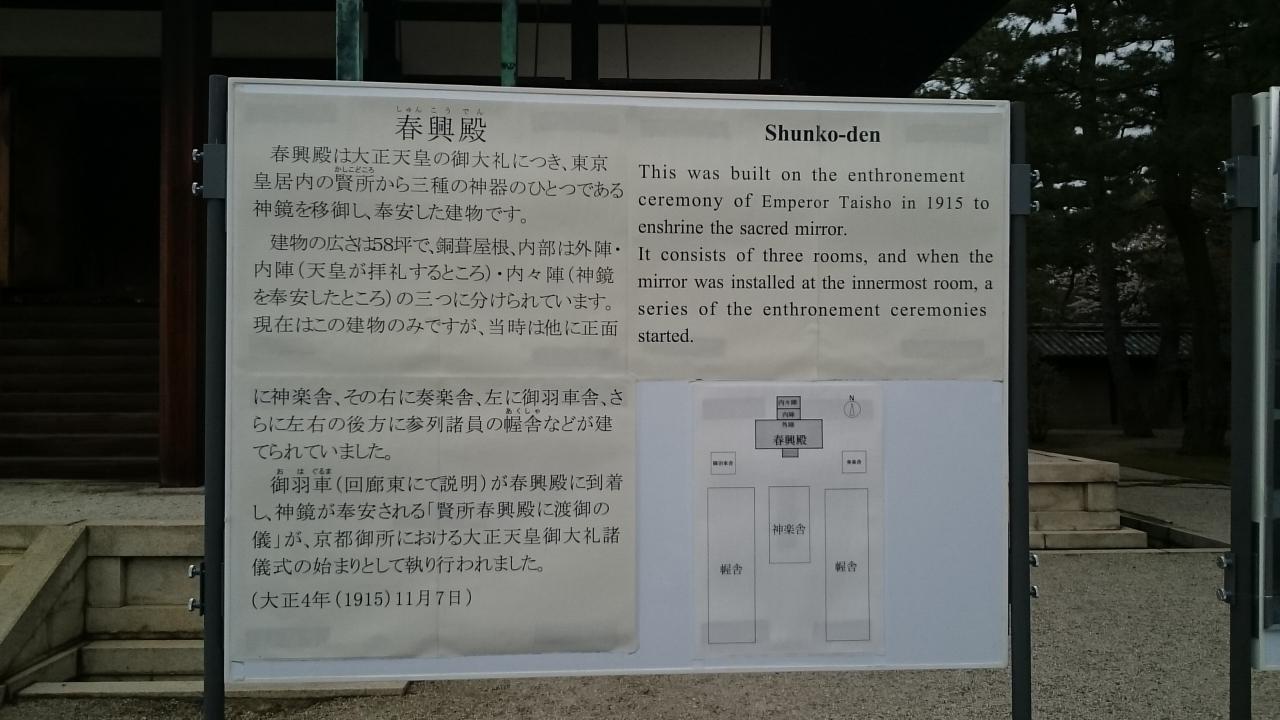 しゅんこうでん
春興殿
春興殿は大正天皇の御大礼につき、東京
かしこどころ
皇居内の賢所から三種の神器のひとつである
神鏡を移御し、奉安した建物です。
建物の広さは58坪で、銅葺屋根、内部は外陣・
内陣(天皇が拝礼するところ)・内々陣(神鏡
を奉安したところ)の三つに分けられています。
現在はこの建物のみですが、当時は他に正面
に神楽舎、その右に奏楽舎、左に御羽車舎、さ
あくしゃ
らに左右の後方に参列諸員の幄舎などが建
てられていました。
おはぐるま
御羽車(回廊東にて説明)が春興殿に到着
し、神鏡が奉安される「賢所春興殿に渡御の
儀」が、京都御所における大正天皇御大礼諸
儀式の始まりとして執り行われました。
(大正4年(1915)11月7日)
Shunko-den
This was built on the enthronement
ceremony of Emperor Taisho in 1915 to
enshrine the sacred mirror.
It consists of three rooms, and when the
mirror was installed at the innermost room, a
series of the enthronement ceremonies
started.
N
内々陣
内陣
外陣
春興殿
御羽車舎
奏楽舎
神楽舎
幄舎
幄舎